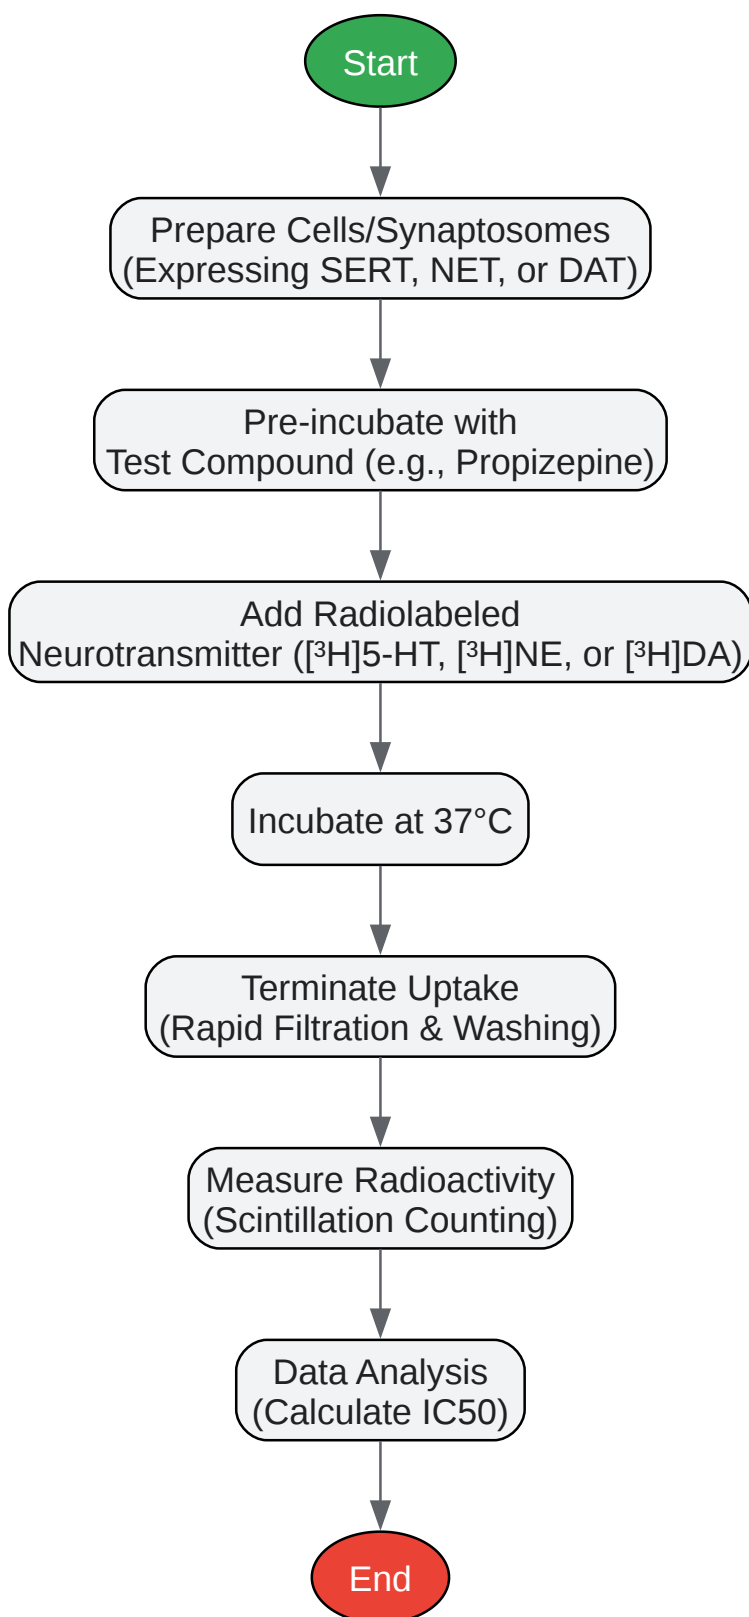 Start
Prepare Cells/Synaptosomes
(Expressing SERT, NET, or DAT)
Pre-incubate with
Test Compound (e.g., Propizepine)
Add Radiolabeled
Neurotransmitter ([³H]5-HT, [³H]NE, or [³H]DA)
Incubate at 37°C
Terminate Uptake
(Rapid Filtration & Washing)
Measure Radioactivity
(Scintillation Counting)
Data Analysis
(Calculate IC50)
End